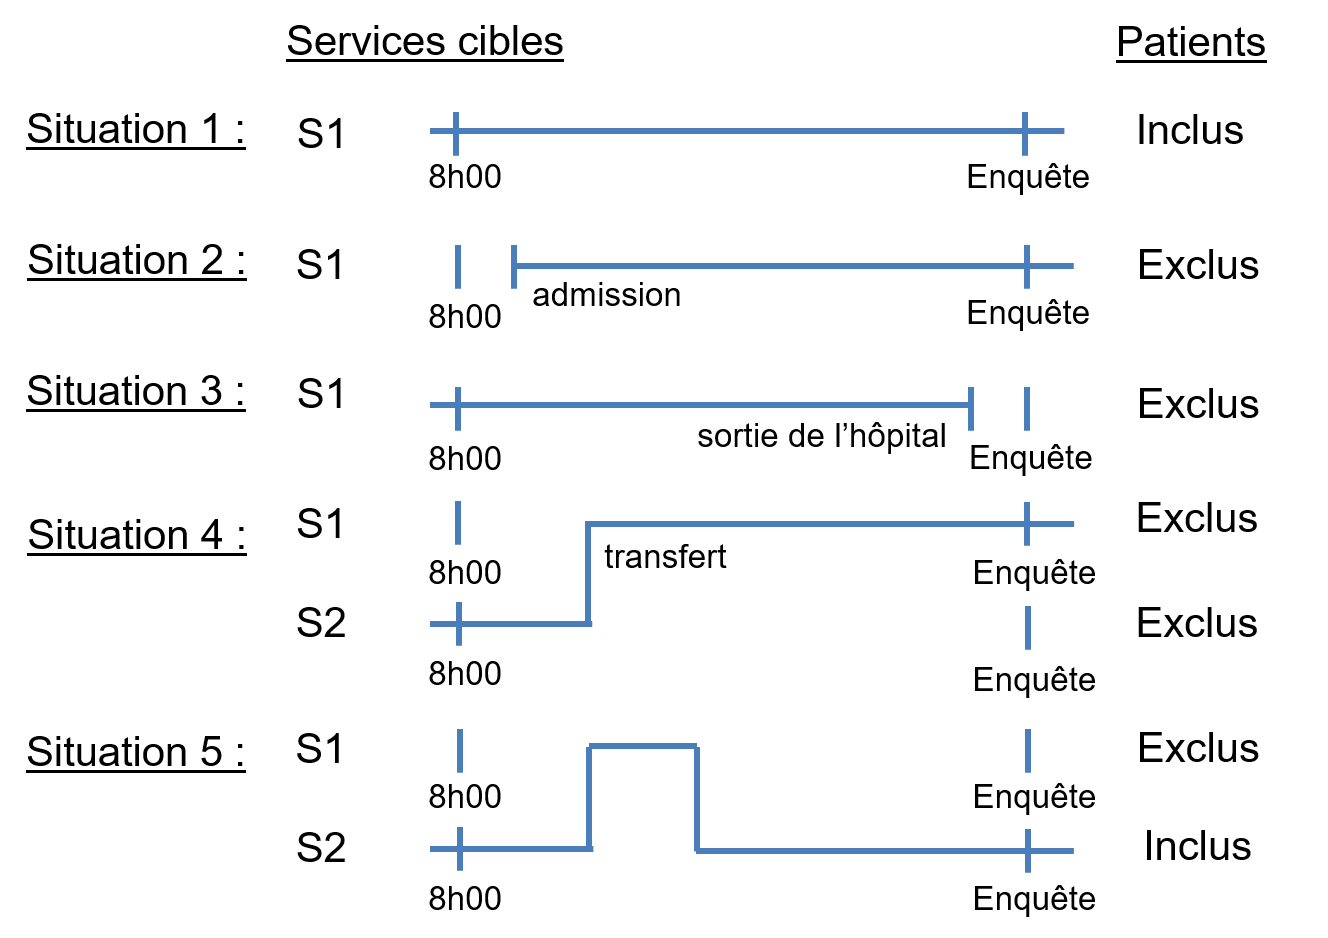 Services cibles Patients
Situation 1 : S1 Inclus
8h00 Enquête
Situation 2 : S1 Exclus
admission
8h00 Enquête
Situation 3 : S1 Exclus
sortie de l’hôpital
8h00 Enquête
Situation 4 : S1 Exclus
transfert
8h00 Enquête
S2 Exclus
8h00 Enquête
Situation 5 : S1 Exclus
8h00 Enquête
S2 Inclus
8h00 Enquête